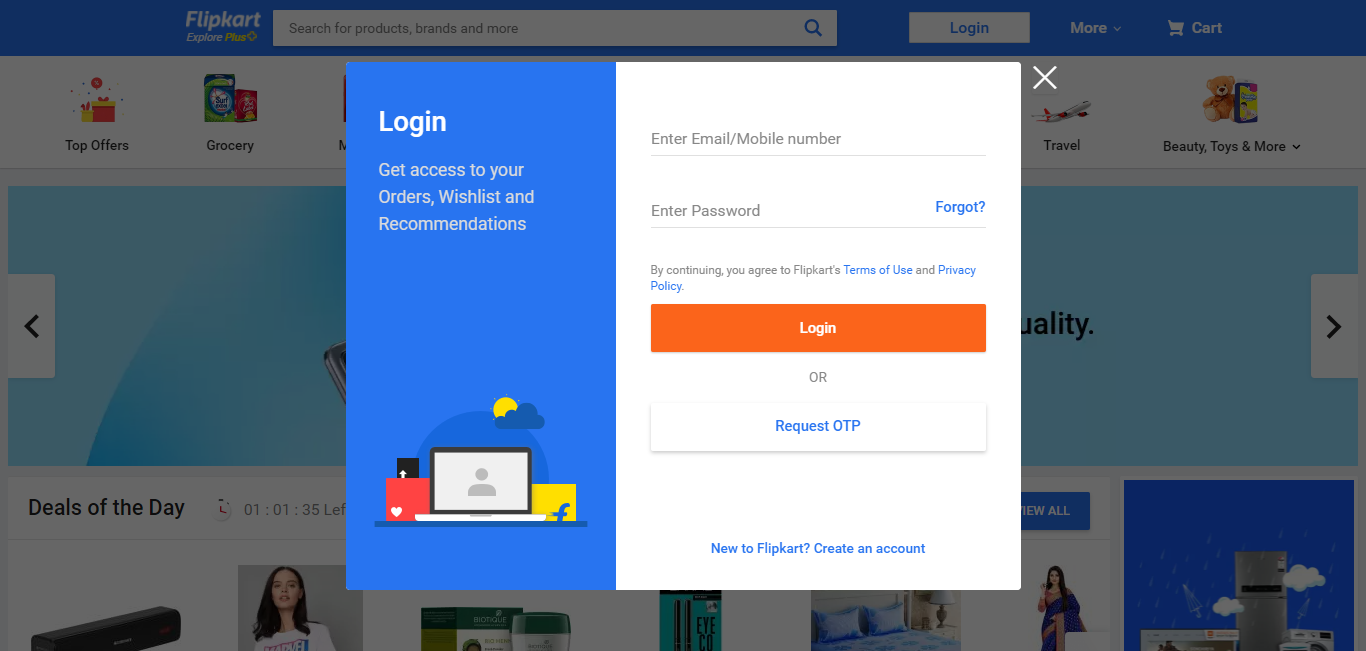 Flipkart
Explore Plus
Search for products, brands and more
Login
More
Cart
Top Offers
Grocery
M
Travel
Beauty, Toys & More
Login
Get access to your
Orders, Wishlist and
Recommendations
Enter Email/Mobile number
Enter Password
Forgot?
By continuing, you agree to Flipkart's Terms of Use and Privacy
Policy.
Login
OR
Request OTP
New to Flipkart? Create an account
uality.
Deals of the Day
01 : 01 : 35 Lef
VIEW ALL
BIOTIQUE
EYE
CO